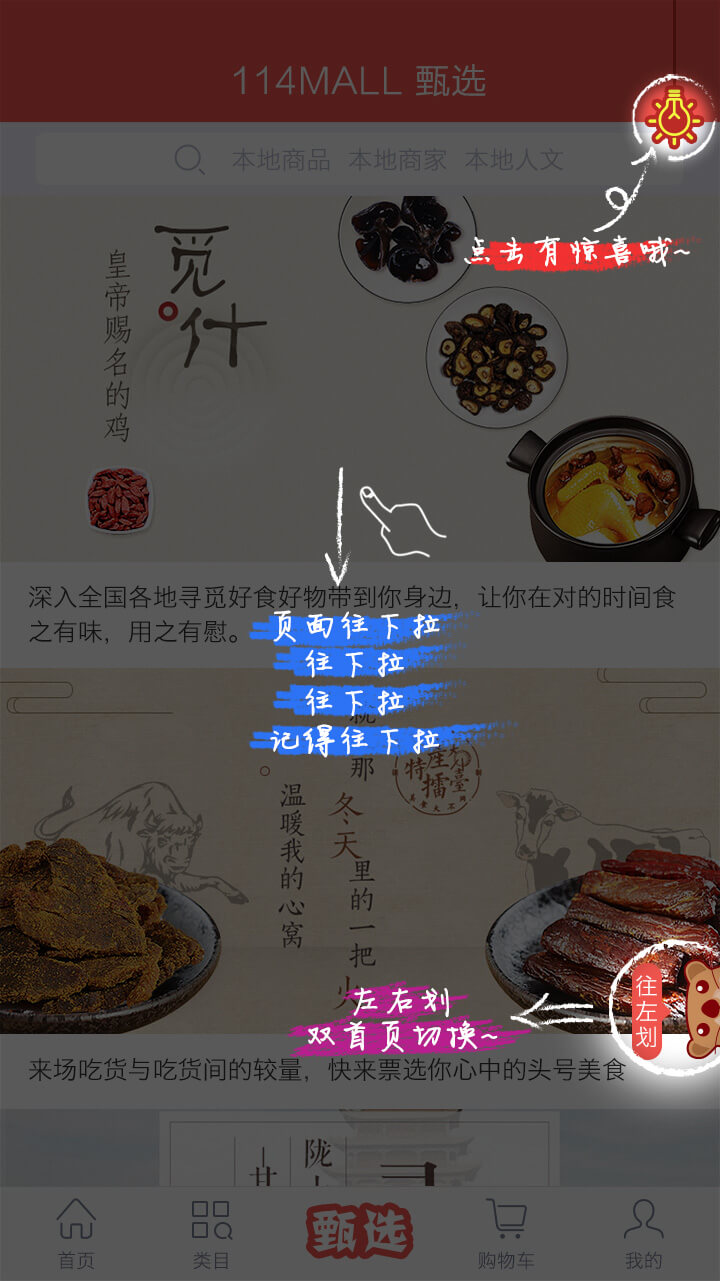 114MALL 甄选
本地商品 本地商家 本地人文
觅什
皇帝赐名的鸡
点击有惊喜哦~
深入全国各地寻觅好食好物带到你身边，让你在对的时间食
之有味，用之有慰。
页面往下拉
往下拉
往下拉
记得往下拉
那冬天里的一把火
温暖我的心窝
特产擂臺
左右划
双首页切换~
往左划
来场吃货与吃货间的较量，快来票选你心中的头号美食
陇
首页
类目
甄选
购物车
我的